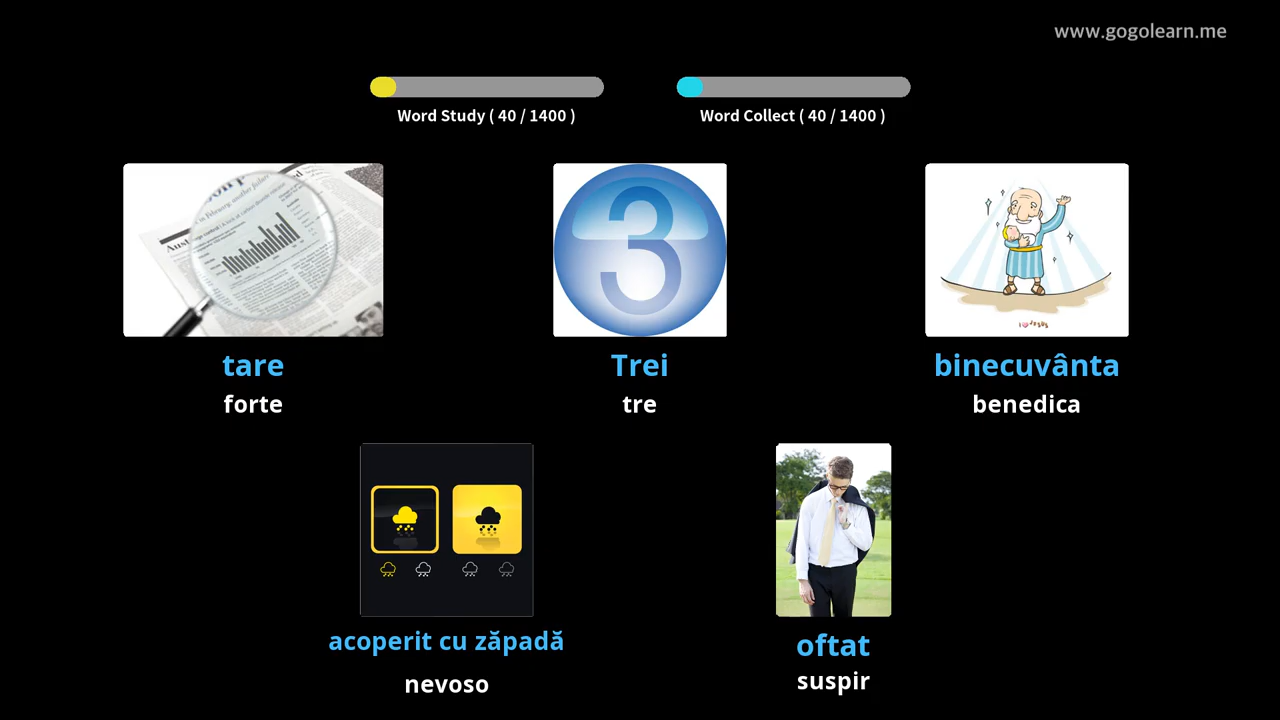 www.gogolearn.me
Word Study ( 40 / 1400 )
Word Collect ( 40 / 1400 )
3
tare
forte
Trei
tre
binecuvânta
benedica
acoperit cu zăpadă
nevoso
oftat
suspir